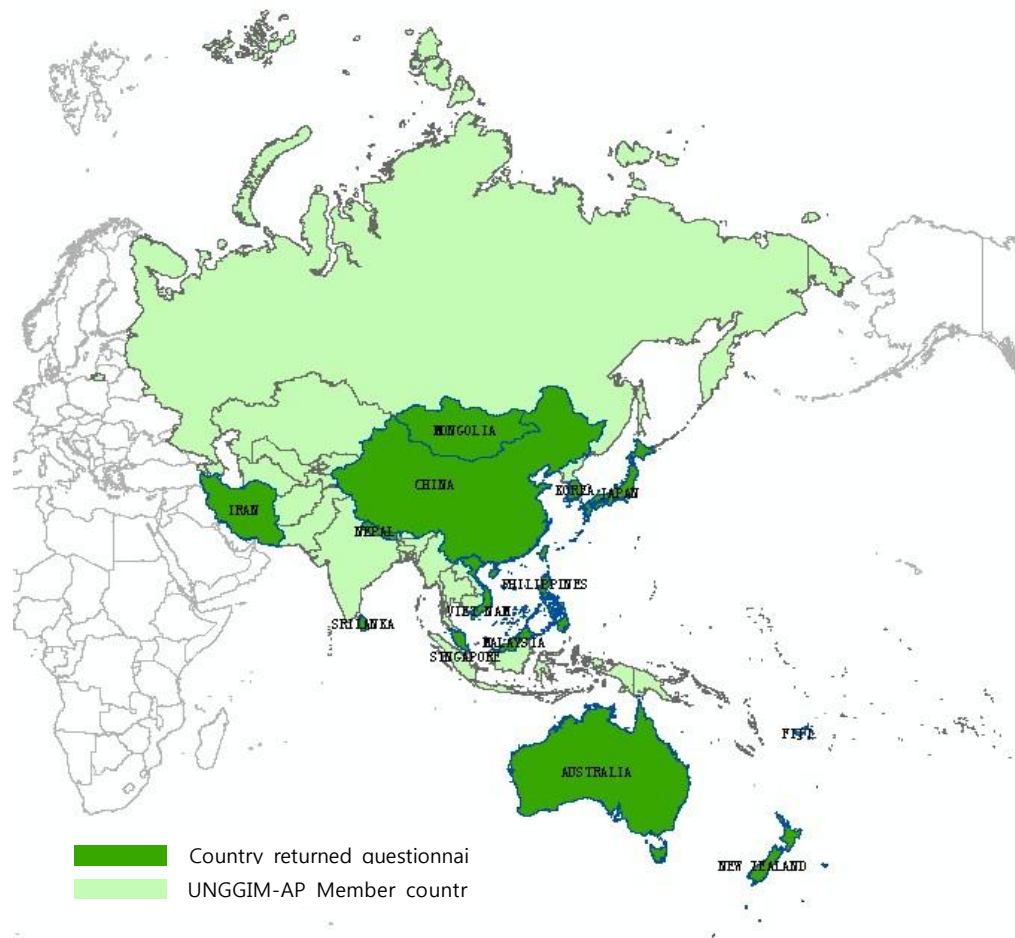 MONGOLIA
CHINA
KOREA
JAPAN
IRAN
NEPAL
PHILIPPINES
VIET NAM
SRI LANKA
MALAYSIA
SINGAPORE
FIJI
AUSTRALIA
NEW ZEALAND
Country returned questionnai
UNGGIM-AP Member countr